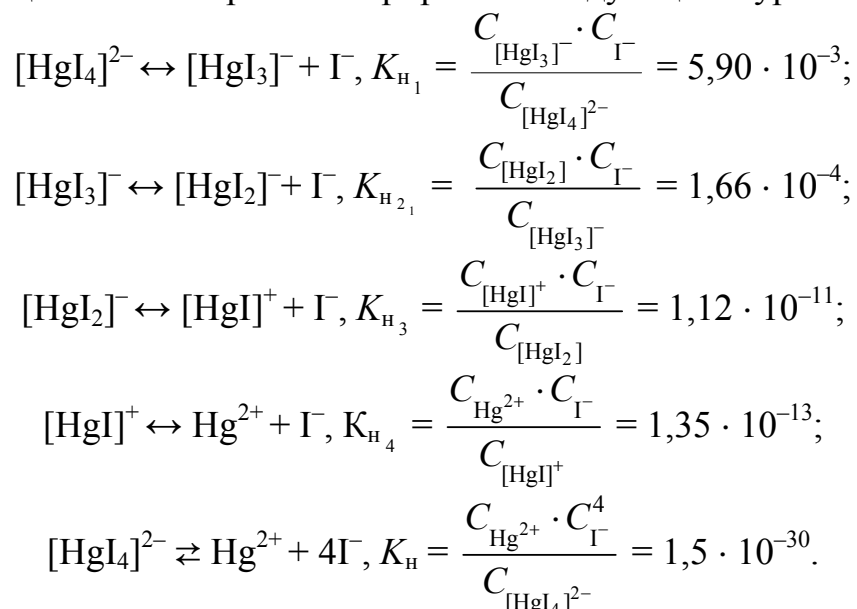 [HgI₄]²⁻ ↔ [HgI₃]⁻ + I⁻, Kн₁ = C[HgI₃]⁻ · CI⁻ / C[HgI₄]²⁻ = 5,90 · 10⁻³;
[HgI₃]⁻ ↔ [HgI₂]⁻ + I⁻, Kн₂₁ = C[HgI₂] · CI⁻ / C[HgI₃]⁻ = 1,66 · 10⁻⁴;
[HgI₂]⁻ ↔ [HgI]⁺ + I⁻, Kн₃ = C[HgI]⁺ · CI⁻ / C[HgI₂] = 1,12 · 10⁻¹¹;
[HgI]⁺ ↔ Hg²⁺ + I⁻, Кн₄ = CHg²⁺ · CI⁻ / C[HgI]⁺ = 1,35 · 10⁻¹³;
[HgI₄]²⁻ ⇄ Hg²⁺ + 4I⁻, Kн = CHg²⁺ · C⁴I⁻ / C[HgI₄]²⁻ = 1,5 · 10⁻³⁰.